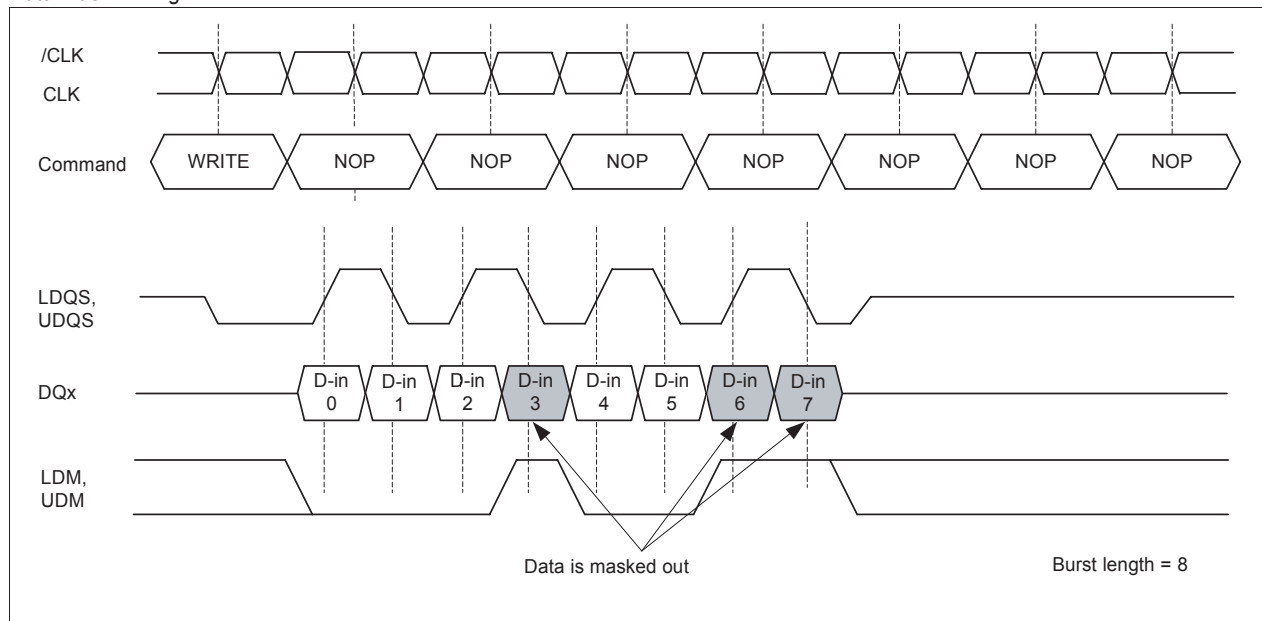 /CLK
CLK
Command WRITE NOP NOP NOP NOP NOP NOP NOP
LDQS,
UDQS
DQx
D-in D-in D-in D-in D-in D-in D-in D-in
0 1 2 3 4 5 6 7
LDM,
UDM
Data is masked out
Burst length = 8